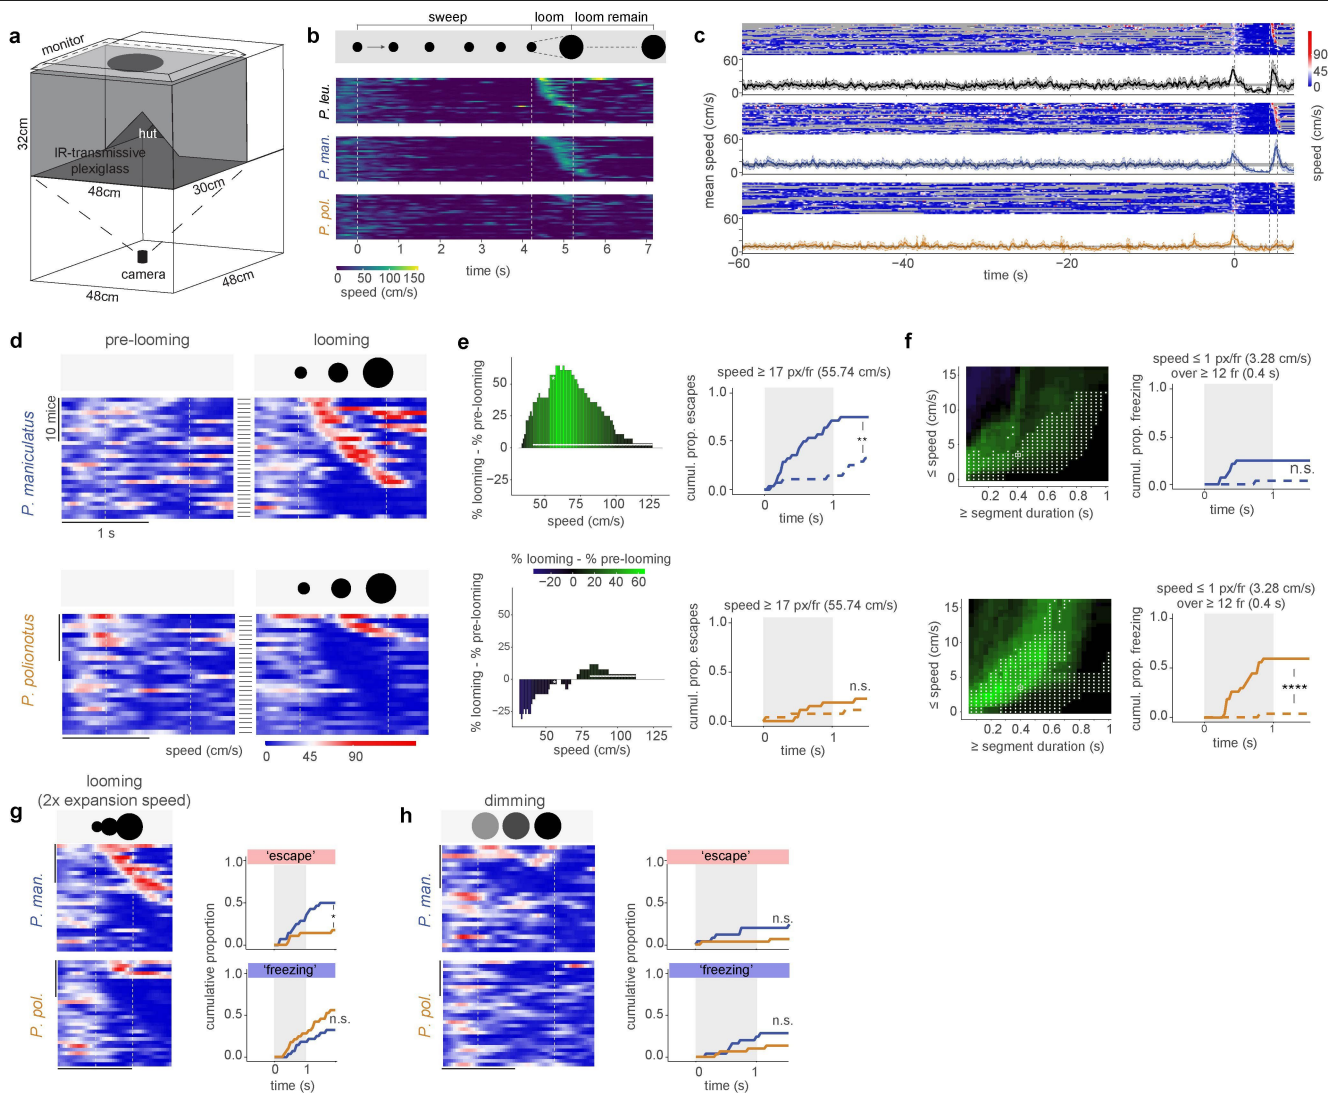 a
monitor
32cm
hut
IR-transmissive
plexiglass
48cm
30cm
camera
48cm
48cm
b
sweep
loom
loom remain
P. leu.
P. man.
P. pol.
0 1 2 3 4 5 6 7
time (s)
0 50 100 150
speed (cm/s)
c
60
0
60
0
60
0
mean speed (cm/s)
−60 −40 −20 0
time (s)
90
45
0
speed (cm/s)
d
pre-looming
looming
10 mice
P. maniculatus
1 s
P. polionotus
speed (cm/s)
0 45 90
e
% looming - % pre-looming
50
25
0
−25
50 75 100 125
speed (cm/s)
speed ≥ 17 px/fr (55.74 cm/s)
cumul. prop. escapes
1.0
0.5
0.0
**
0 1
time (s)
% looming - % pre-looming
−20 0 20 40 60
% looming - % pre-looming
50
25
0
−25
50 75 100 125
speed (cm/s)
speed ≥ 17 px/fr (55.74 cm/s)
cumul. prop. escapes
1.0
0.5
0.0
n.s.
0 1
time (s)
f
≤ speed (cm/s)
15
10
5
0
0.2 0.4 0.6 0.8 1
≥ segment duration (s)
speed ≤ 1 px/fr (3.28 cm/s)
over ≥ 12 fr (0.4 s)
cumul. prop. freezing
1.0
0.5
0.0
n.s.
0 1
time (s)
≤ speed (cm/s)
15
10
5
0
0.2 0.4 0.6 0.8 1
≥ segment duration (s)
speed ≤ 1 px/fr (3.28 cm/s)
over ≥ 12 fr (0.4 s)
cumul. prop. freezing
1.0
0.5
0.0
****
0 1
time (s)
g
looming
(2x expansion speed)
P. man.
P. pol.
cumulative proportion
‘escape’
1.0
0.5
0.0
*
‘freezing’
1.0
0.5
0.0
n.s.
0 1
time (s)
h
dimming
P. man.
P. pol.
cumulative proportion
‘escape’
1.0
0.5
0.0
n.s.
‘freezing’
1.0
0.5
0.0
n.s.
0 1
time (s)